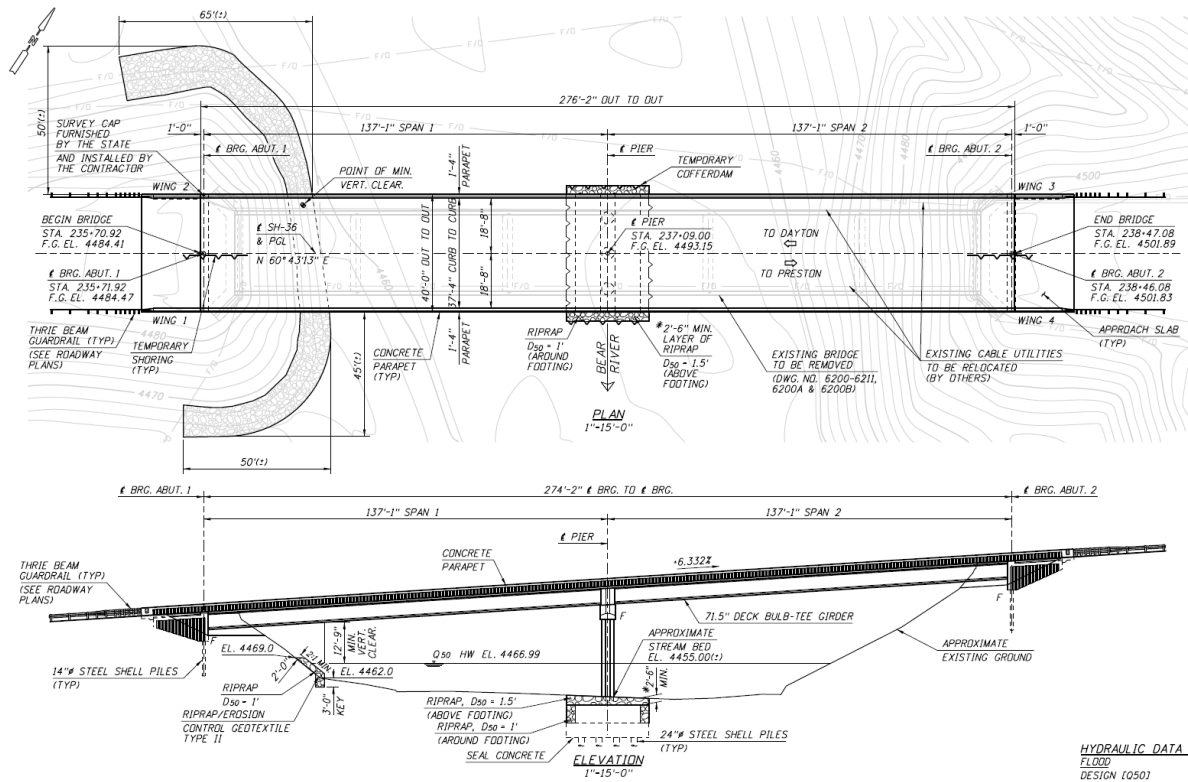 65'(±)
N
50'(±)
276'-2" OUT TO OUT
1'-0"
137'-1" SPAN 1
137'-1" SPAN 2
1'-0"
SURVEY CAP
FURNISHED
BY THE STATE
AND INSTALLED BY
THE CONTRACTOR
℄ BRG. ABUT. 1
POINT OF MIN.
VERT. CLEAR.
1'-4"
PARAPET
℄ PIER
TEMPORARY
COFFERDAM
℄ BRG. ABUT. 2
4460
4480
4500
F/O
WING 2
WING 3
BEGIN BRIDGE
STA. 235+70.92
F.G. EL. 4484.41
℄ BRG. ABUT. 1
STA. 235+71.92
F.G. EL. 4484.47
℄ SH-36
& PGL
N 60°43'13" E
40'-0" OUT TO OUT
37'-4" CURB TO CURB
18'-8"
18'-8"
℄ PIER
STA. 237+09.00
F.G. EL. 4493.15
TO DAYTON
TO PRESTON
END BRIDGE
STA. 238+47.08
F.G. EL. 4501.89
℄ BRG. ABUT. 2
STA. 238+46.08
F.G. EL. 4501.83
WING 1
WING 4
THRIE BEAM
GUARDRAIL (TYP)
(SEE ROADWAY
PLANS)
TEMPORARY
SHORING
(TYP)
4480
4470
45'(±)
CONCRETE
PARAPET
(TYP)
1'-4"
PARAPET
RIPRAP
D50 = 1'
(AROUND
FOOTING)
BEAR
RIVER
*2'-6" MIN.
LAYER OF
RIPRAP
D50 = 1.5'
(ABOVE
FOOTING)
EXISTING BRIDGE
TO BE REMOVED
(DWG. NO. 6200-6211,
6200A & 6200B)
EXISTING CABLE UTILITIES
TO BE RELOCATED
(BY OTHERS)
APPROACH SLAB
(TYP)
PLAN
1"=15'-0"
50'(±)
℄ BRG. ABUT. 1
274'-2" ℄ BRG. TO ℄ BRG.
℄ BRG. ABUT. 2
137'-1" SPAN 1
137'-1" SPAN 2
℄ PIER
THRIE BEAM
GUARDRAIL (TYP)
(SEE ROADWAY
PLANS)
CONCRETE
PARAPET
+6.332%
F
F
F
71.5" DECK BULB-TEE GIRDER
14"ø STEEL SHELL PILES
(TYP)
EL. 4469.0
12'-9"
MIN.
VERT.
CLEAR.
2'-0"
2:1 MIN.
EL. 4462.0
Q50 HW EL. 4466.99
APPROXIMATE
STREAM BED
EL. 4455.00(±)
*2'-6"
MIN.
APPROXIMATE
EXISTING GROUND
RIPRAP
D50 = 1'
RIPRAP/EROSION
CONTROL GEOTEXTILE
TYPE II
3'-0"
KEY
RIPRAP, D50 = 1.5'
(ABOVE FOOTING)
RIPRAP, D50 = 1'
(AROUND FOOTING)
SEAL CONCRETE
24"ø STEEL SHELL PILES
(TYP)
ELEVATION
1"=15'-0"
HYDRAULIC DATA
FLOOD
DESIGN [Q50]